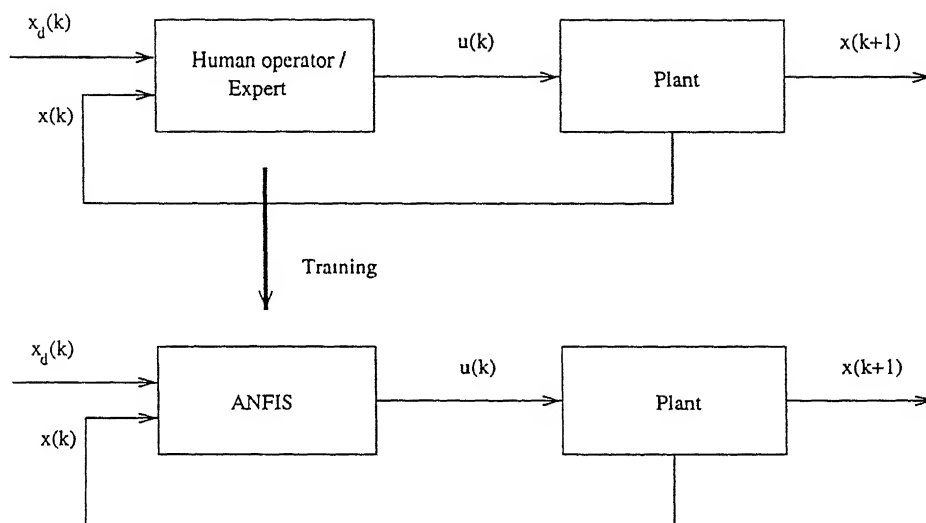 x_d(k)
u(k)
x(k+1)
Human operator /
Expert
Plant
x(k)
Training
x_d(k)
u(k)
x(k+1)
ANFIS
Plant
x(k)